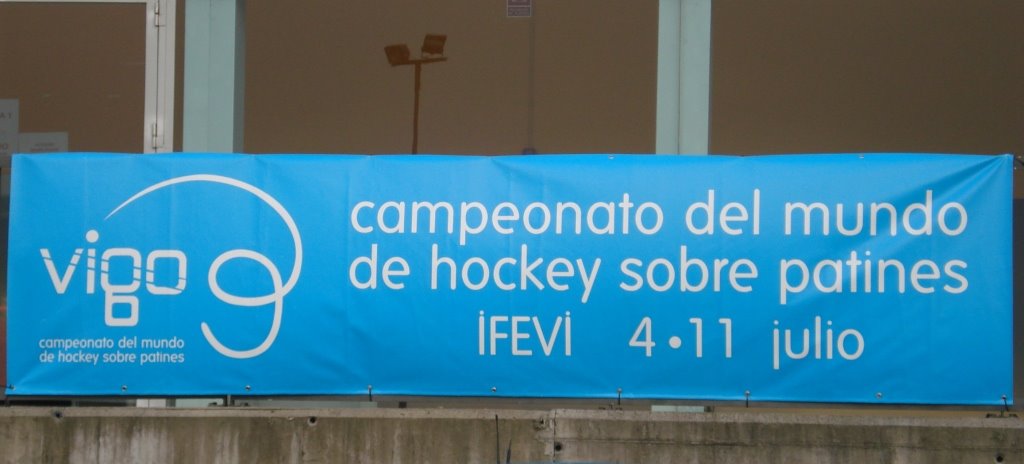 vigo
campeonato del mundo
de hockey sobre patines
campeonato del mundo
de hockey sobre patines
iFEVi 4•11 julio